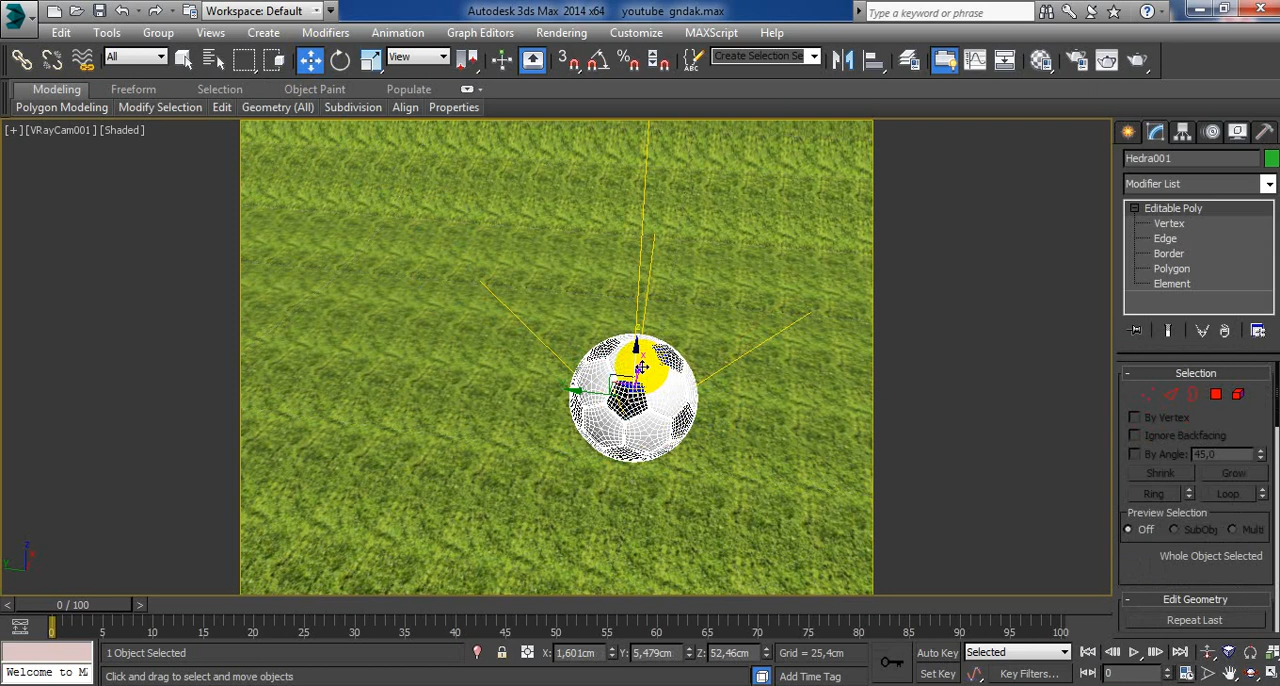 Workspace: Default
Autodesk 3ds Max 2014 x64 youtube gndak.max
Type a keyword or phrase
Edit Tools Group Views Create Modifiers Animation Graph Editors Rendering Customize MAXScript Help
All View 3 Create Selection Se
Modeling Freeform Selection Object Paint Populate
Polygon Modeling Modify Selection Edit Geometry (All) Subdivision Align Properties
[+] [VRayCam001] [Shaded]
Hedra001
Modifier List
Editable Poly
Vertex
Edge
Border
Polygon
Element
Selection
By Vertex
Ignore Backfacing
By Angle: 45,0
Shrink Grow
Ring Loop
Preview Selection
Off SubObj Multi
Whole Object Selected
Edit Geometry
Repeat Last
< 0 / 100 >
0 5 10 15 20 25 30 35 40 45 50 55 60 65 70 75 80 85 90 95 100
1 Object Selected X: 1,601cm Y: 5,479cm Z: 52,46cm Grid = 25,4cm Auto Key Selected
Welcome to M Click and drag to select and move objects Add Time Tag Set Key Key Filters... 0